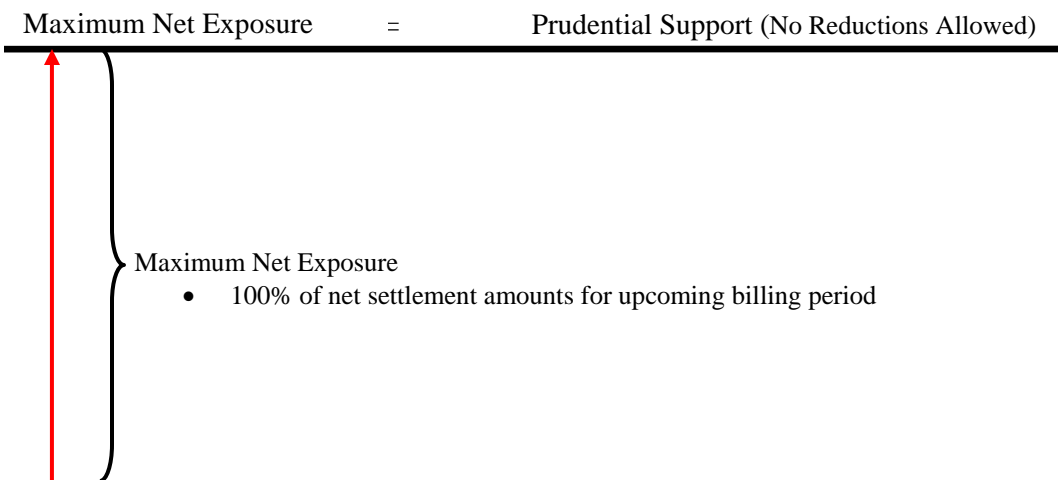 Maximum Net Exposure = Prudential Support (No Reductions Allowed)
Maximum Net Exposure
• 100% of net settlement amounts for upcoming billing period